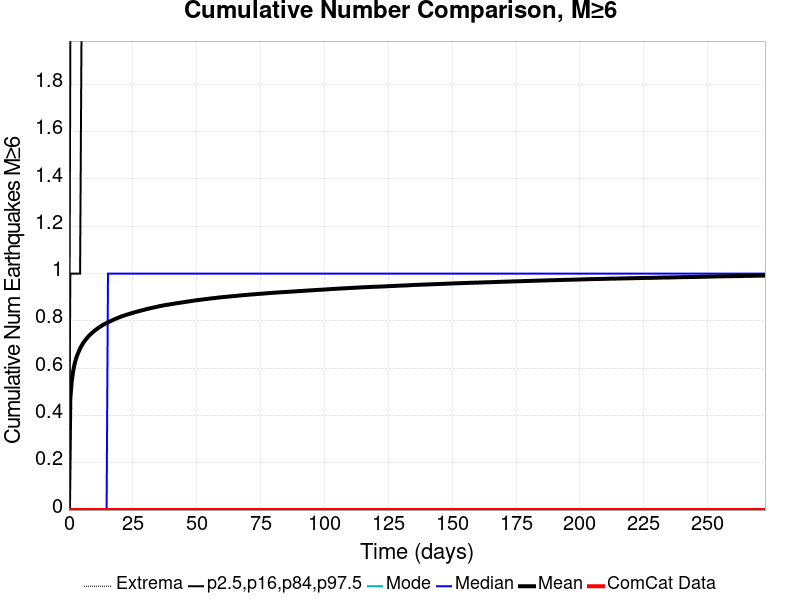 Cumulative Number Comparison, M≥6
Cumulative Num Earthquakes M≥6
1.8
1.6
1.4
1.2
1
0.8
0.6
0.4
0.2
0
0 25 50 75 100 125 150 175 200 225 250
Time (days)
Extrema p2.5,p16,p84,p97.5 Mode Median Mean ComCat Data